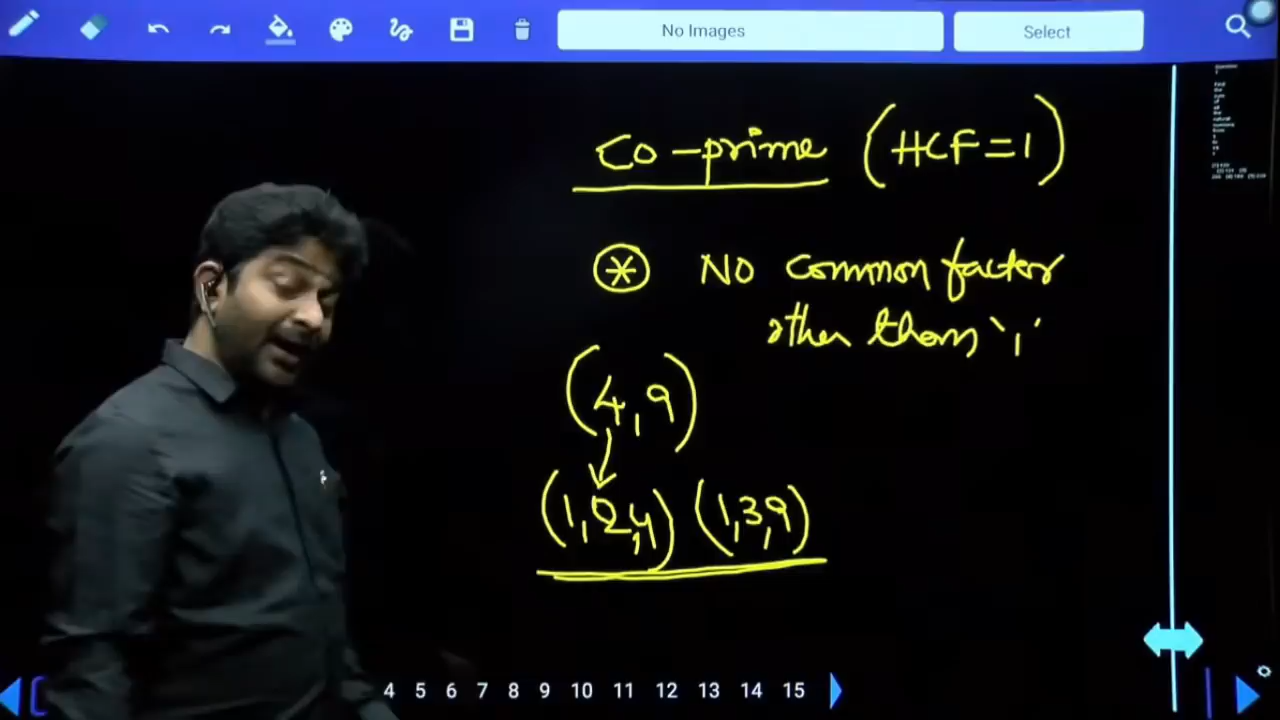 No Images
Select
Co-prime (HCF=1)
* No common factor
other than '1'
(4,9)
(1,2,4) (1,3,9)
4 5 6 7 8 9 10 11 12 13 14 15